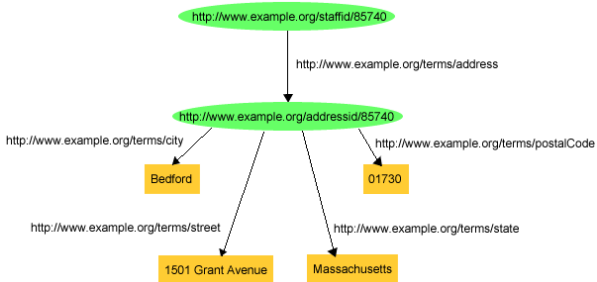 http://www.example.org/staffid/85740
http://www.example.org/terms/address
http://www.example.org/addressid/85740
http://www.example.org/terms/city
http://www.example.org/terms/postalCode
Bedford
01730
http://www.example.org/terms/street
http://www.example.org/terms/state
1501 Grant Avenue
Massachusetts